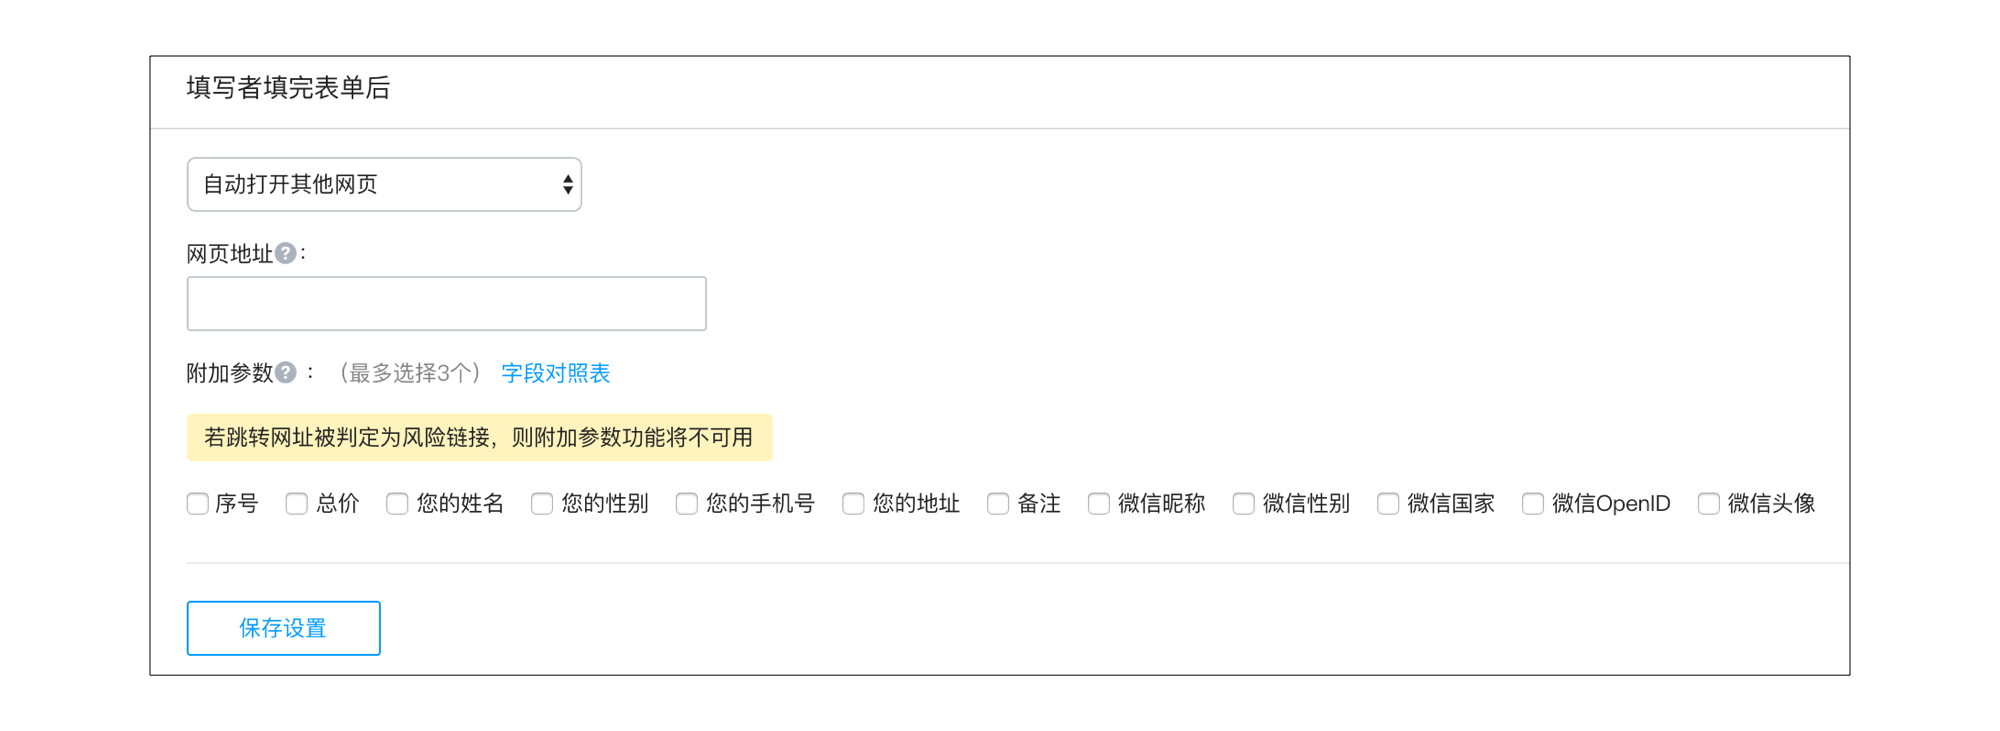 填写者填完表单后
自动打开其他网页
网页地址?：
附加参数?：（最多选择3个） 字段对照表
若跳转网址被判定为风险链接，则附加参数功能将不可用
序号 总价 您的姓名 您的性别 您的手机号 您的地址 备注 微信昵称 微信性别 微信国家 微信OpenID 微信头像
保存设置